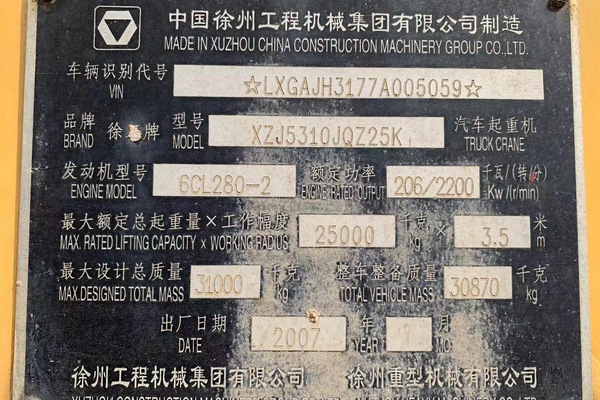 中国徐州工程机械集团有限公司制造
MADE IN XUZHOU CHINA CONSTRUCTION MACHINERY GROUP CO.,LTD.
车辆识别代号 ☆LXGAJH3177A005059☆
VIN
品牌 徐 牌 型号 XZJ5310JQZ25K 汽车起重机
BRAND MODEL TRUCK CRANE
发动机型号 6CL280-2 额定功率 206/2200 千瓦/(转/分)
ENGINE MODEL ENGINE RATED OUTPUT Kw/(r/min)
最大额定总起重量×工作幅度 25000 千克 × 3.5 米
MAX. RATED LIFTING CAPACITY x WORKING RADIUS kg m
最大设计总质量 31000 千克 整车整备质量 30870 千克
MAX.DESIGNED TOTAL MASS kg TOTAL VEHICLE MASS kg
出厂日期 2007 年 月
DATE YEAR MO.
徐州工程机械集团有限公司 徐州重型机械有限公司